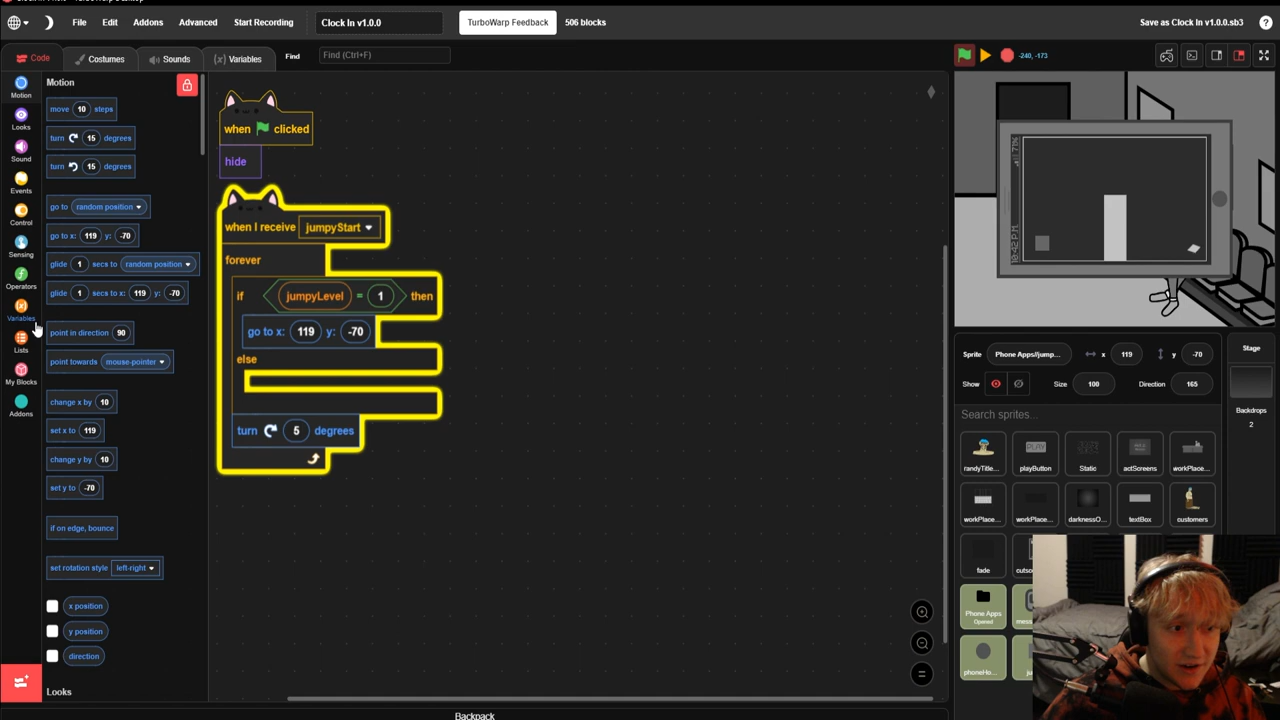 File Edit Addons Advanced Start Recording Clock In v1.0.0 TurboWarp Feedback 506 blocks Save as Clock In v1.0.0.sb3 ?
Code Costumes Sounds Variables Find Find (Ctrl+F) -240, -173
Motion
Looks
Sound
Events
Control
Sensing
Operators
Variables
Lists
My Blocks
Addons
Motion
move 10 steps
turn 15 degrees
turn 15 degrees
go to random position
go to x: 119 y: -70
glide 1 secs to random position
glide 1 secs to x: 119 y: -70
point in direction 90
point towards mouse-pointer
change x by 10
set x to 119
change y by 10
set y to -70
if on edge, bounce
set rotation style left-right
x position
y position
direction
Looks
when clicked
hide
when I receive jumpyStart
forever
if jumpyLevel = 1 then
go to x: 119 y: -70
else
turn 5 degrees
10:42 P.M
Sprite Phone Apps//jump... x 119 y -70
Show Size 100 Direction 165
Search sprites...
randyTitle... playButton Static actScreens workPlace...
workPlace... workPlace... darknessO... textBox customers
fade cutsc
Phone Apps
Opened
mess
phoneHo... ju
Stage
Backdrops
2
Backpack